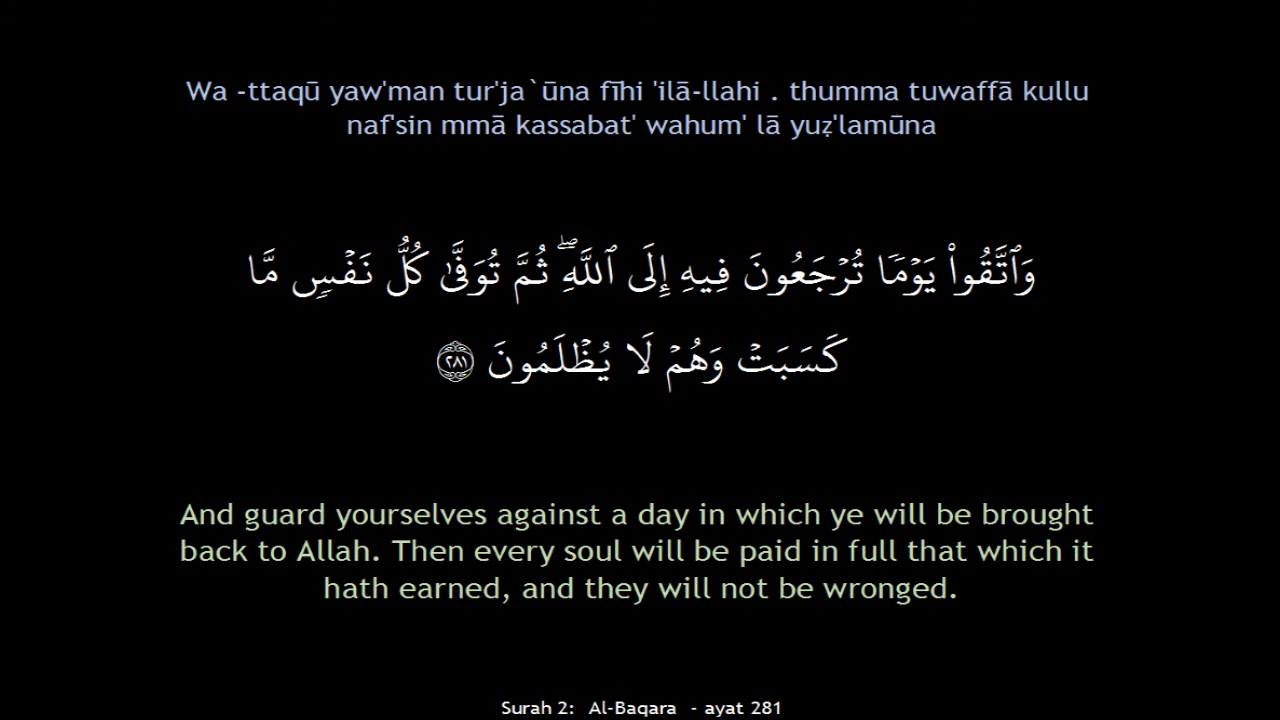 Wa -ttaqū yaw'man tur'ja`ūna fīhi 'ilā-llahi . thumma tuwaffā kullu
naf'sin mmā kassabat' wahum' lā yuẓ'lamūna
وَٱتَّقُوا۟ يَوْمًۭا تُرْجَعُونَ فِيهِ إِلَى ٱللَّهِ ۖ ثُمَّ تُوَفَّىٰ كُلُّ نَفْسٍۢ مَّا
كَسَبَتْ وَهُمْ لَا يُظْلَمُونَ ٢٨١
And guard yourselves against a day in which ye will be brought
back to Allah. Then every soul will be paid in full that which it
hath earned, and they will not be wronged.
Surah 2: Al-Baqara - ayat 281